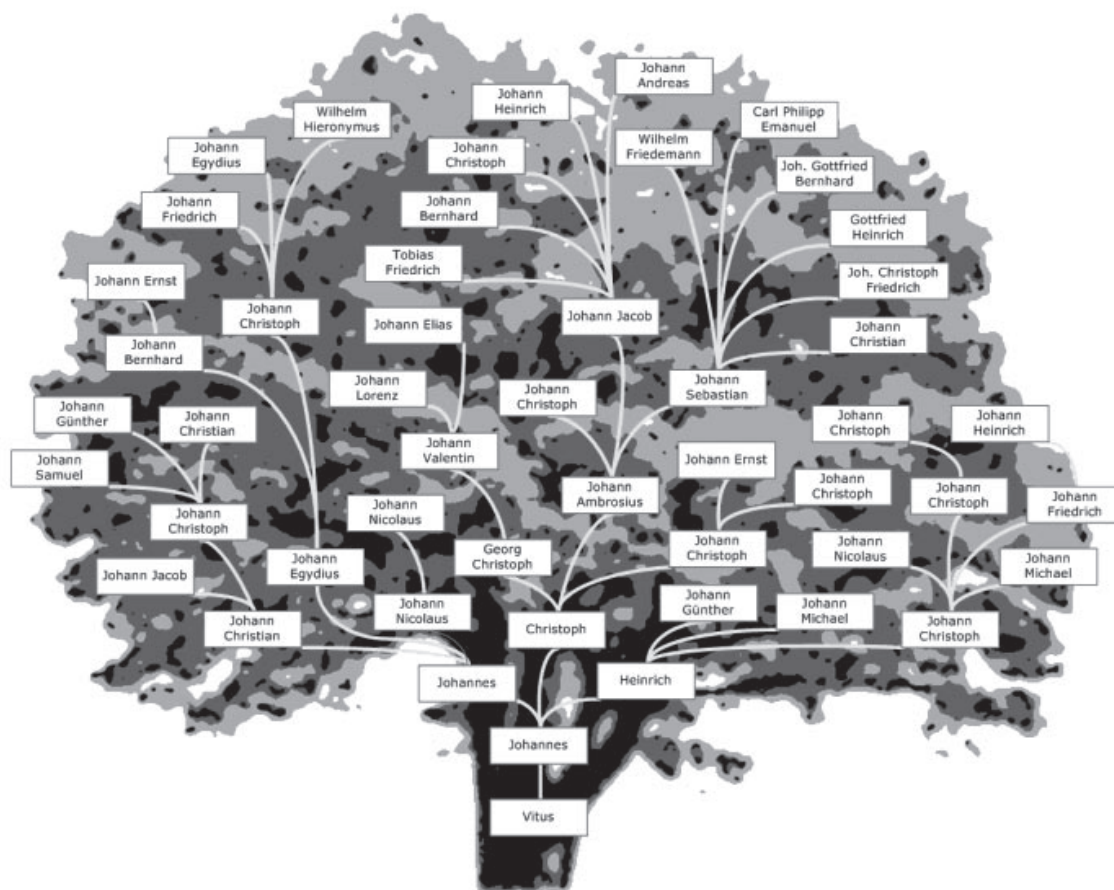 Johann
Andreas
Johann
Heinrich
Wilhelm
Hieronymus
Carl Philipp
Emanuel
Johann
Egydius
Johann
Christoph
Wilhelm
Friedemann
Joh. Gottfried
Bernhard
Johann
Friedrich
Johann
Bernhard
Gottfried
Heinrich
Tobias
Friedrich
Joh. Christoph
Friedrich
Johann Ernst
Johann
Christoph
Johann Elias
Johann Jacob
Johann
Christian
Johann
Bernhard
Johann
Lorenz
Johann
Christoph
Johann
Sebastian
Johann
Günther
Johann
Christian
Johann
Christoph
Johann
Heinrich
Johann
Samuel
Johann
Valentin
Johann Ernst
Johann
Christoph
Johann
Christoph
Johann
Nicolaus
Johann
Ambrosius
Johann
Christoph
Johann
Friedrich
Johann Jacob
Johann
Egydius
Georg
Christoph
Johann
Christoph
Johann
Nicolaus
Johann
Michael
Johann
Christian
Johann
Nicolaus
Christoph
Johann
Günther
Johann
Michael
Johann
Christoph
Johannes
Heinrich
Johannes
Vitus